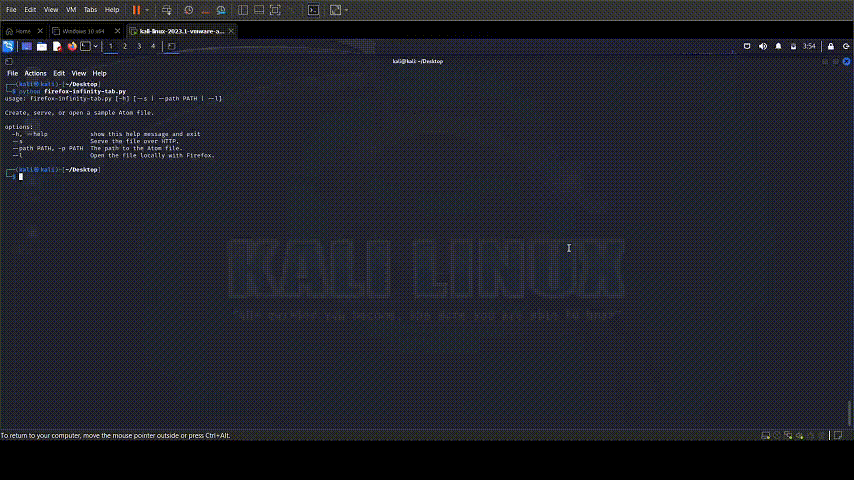 File Edit View VM Tabs Help
Home Windows 10 x64 kali-linux-2023.1-vmware-a...
1 2 3 4 3:54
kali@kali: ~/Desktop
File Actions Edit View Help
(kali㉿kali)-[~/Desktop]
$ python firefox-infinity-tab.py
usage: firefox-infinity-tab.py [-h] [--s | --path PATH | --l]
Create, serve, or open a sample Atom file.
options:
-h, --help show this help message and exit
--s Serve the file over HTTP.
--path PATH, -p PATH The path to the Atom file.
--l Open the file locally with Firefox.
(kali㉿kali)-[~/Desktop]
$
KALI LINUX
"the quieter you become, the more you are able to hear"
To return to your computer, move the mouse pointer outside or press Ctrl+Alt.